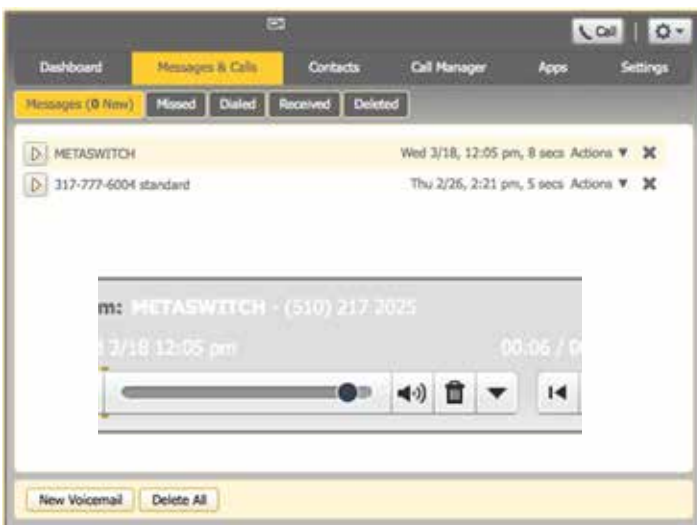 Call
Dashboard Messages & Calls Contacts Call Manager Apps Settings
Messages (0 New) Missed Dialed Received Deleted
METASWITCH Wed 3/18, 12:05 pm, 8 secs Actions
317-777-6004 standard Thu 2/26, 2:21 pm, 5 secs Actions
m: METASWITCH - (510) 217 2025
3/18 12:05 pm 00:06 / 0
New Voicemail Delete All